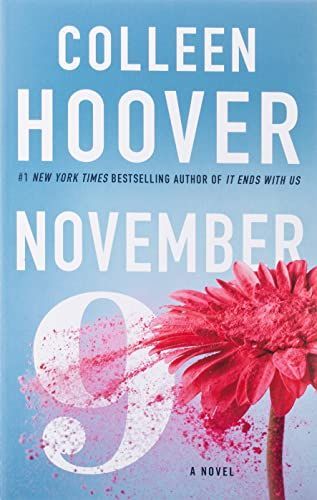 COLLEEN
HOOVER
#1 NEW YORK TIMES BESTSELLING AUTHOR OF IT ENDS WITH US
NOVEMBER
9
A NOVEL